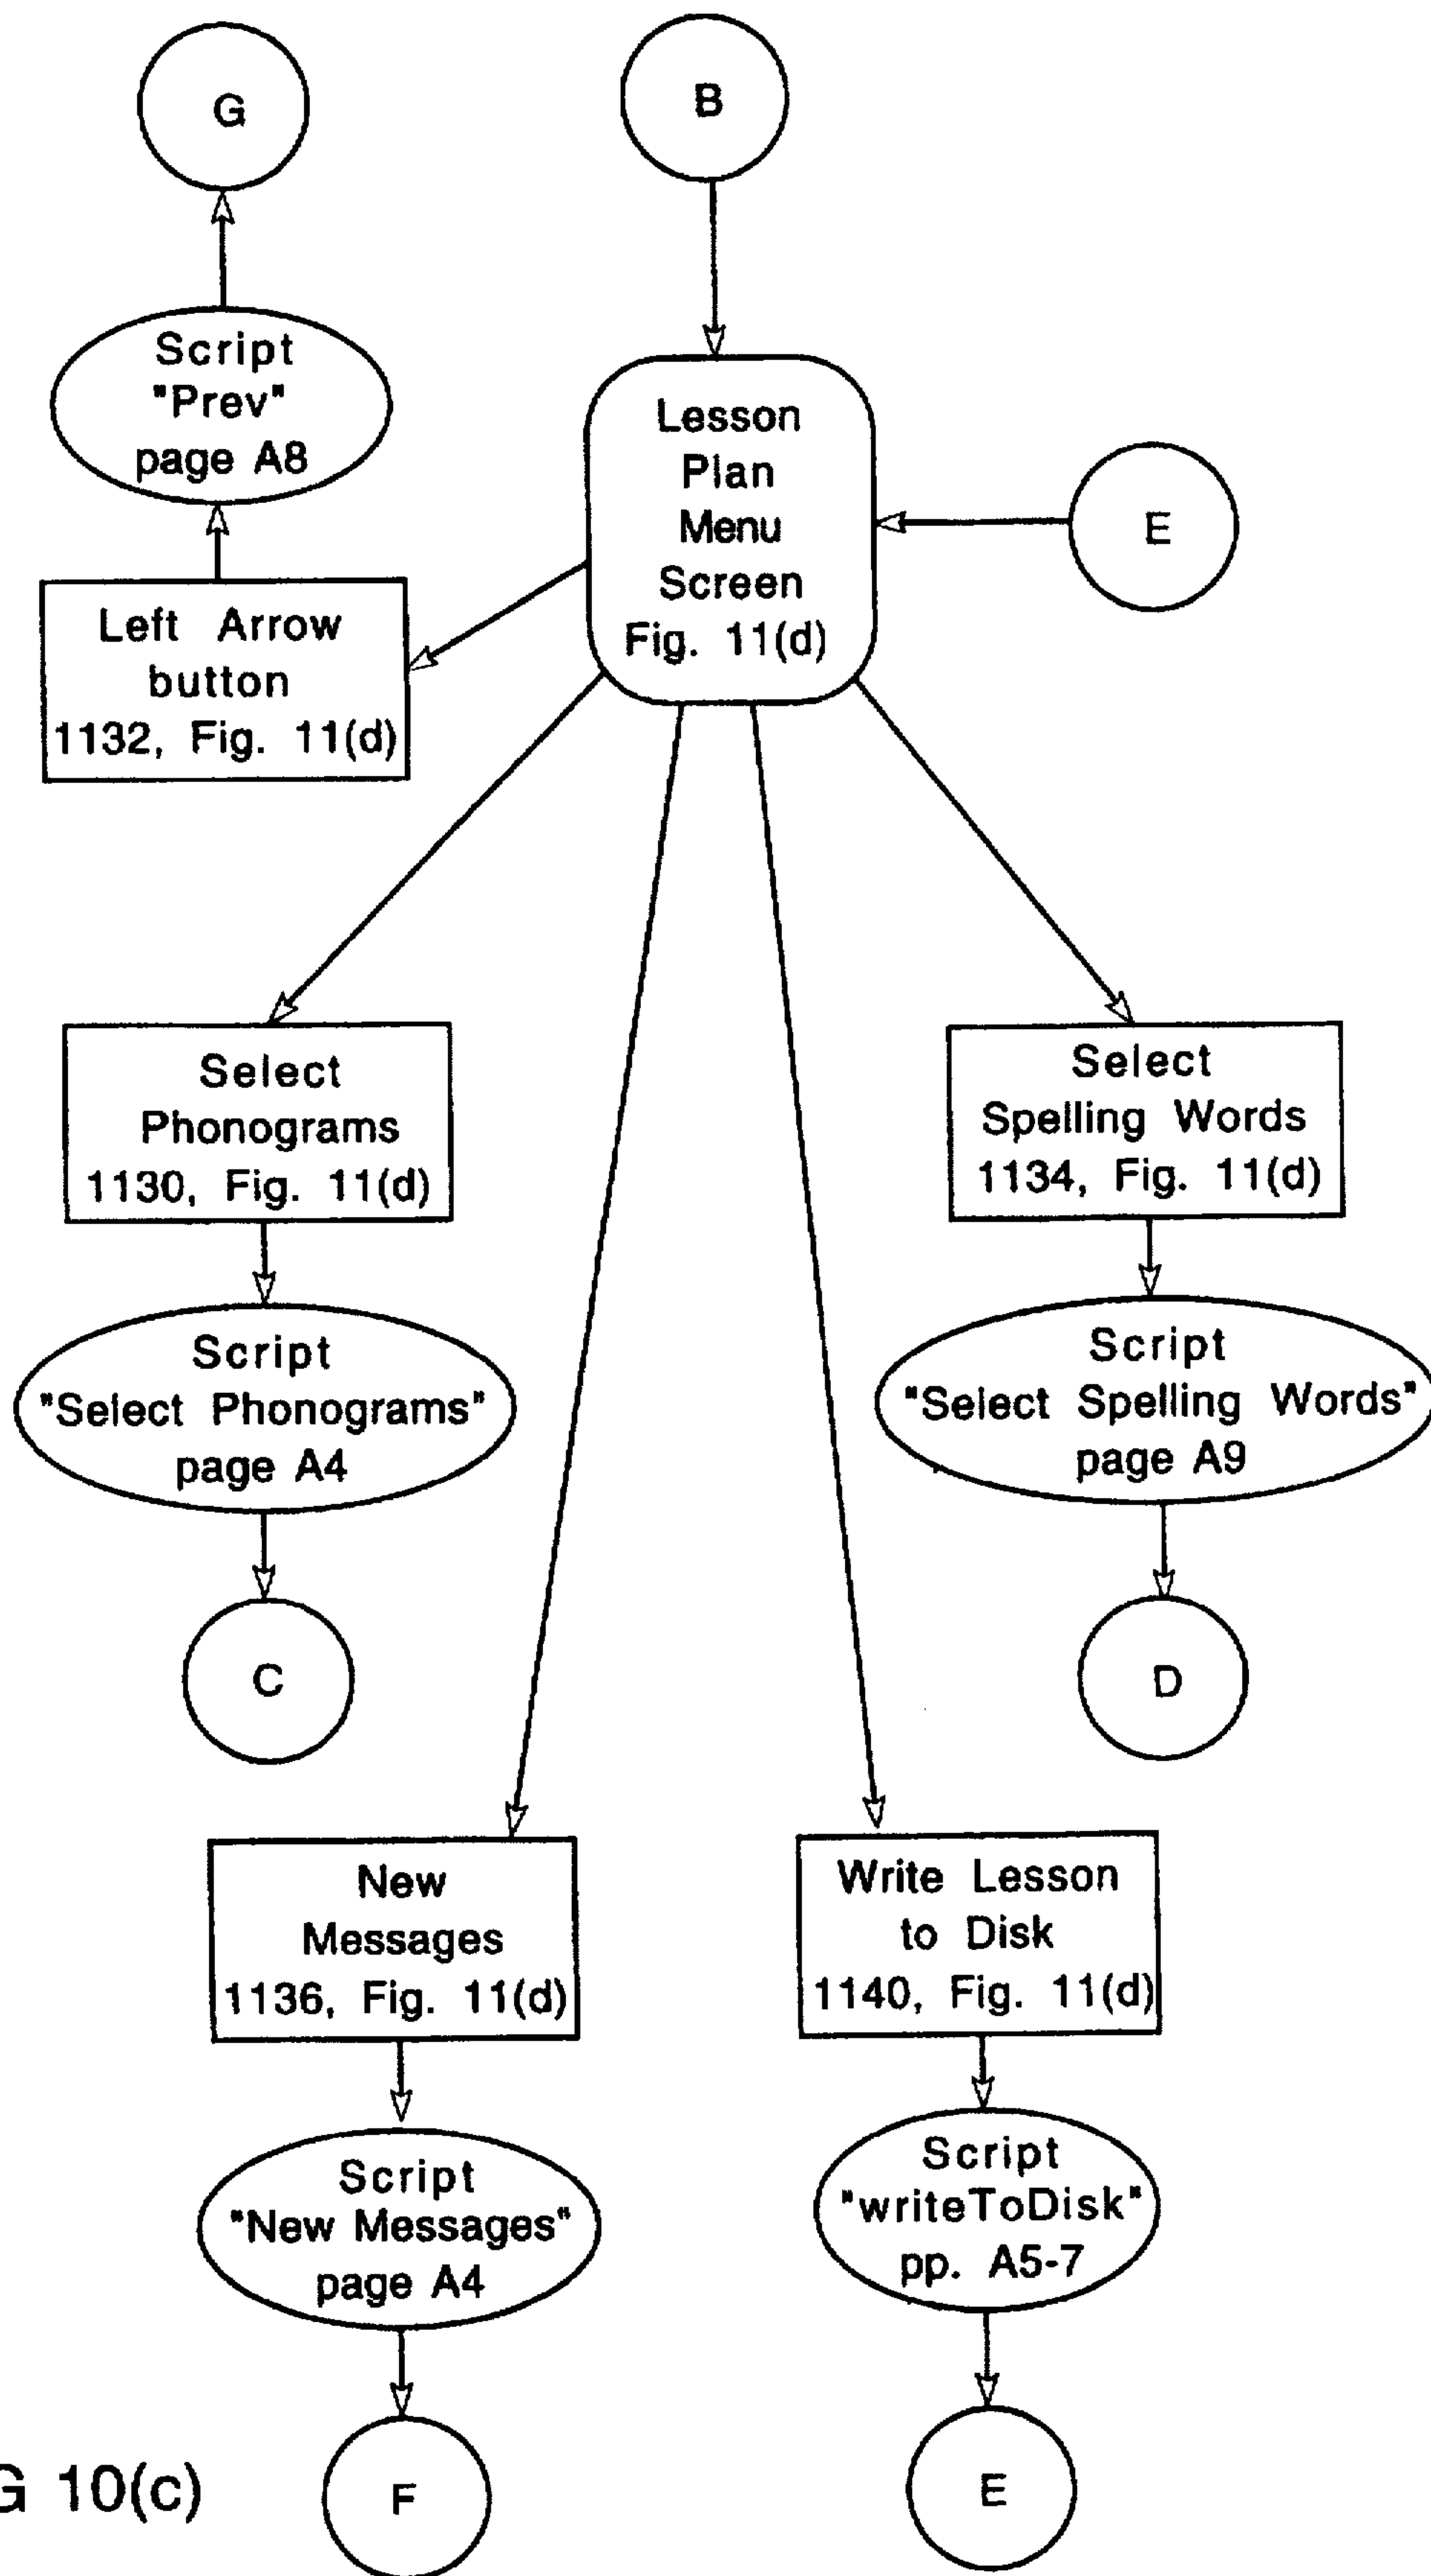 G
B
Script
"Prev"
page A8
Lesson
Plan
Menu
Screen
Fig. 11(d)
E
Left Arrow
button
1132, Fig. 11(d)
Select
Phonograms
1130, Fig. 11(d)
Select
Spelling Words
1134, Fig. 11(d)
Script
"Select Phonograms"
page A4
Script
"Select Spelling Words"
page A9
C
D
New
Messages
1136, Fig. 11(d)
Write Lesson
to Disk
1140, Fig. 11(d)
Script
"New Messages"
page A4
Script
"writeToDisk"
pp. A5-7
F
E
G 10(c)